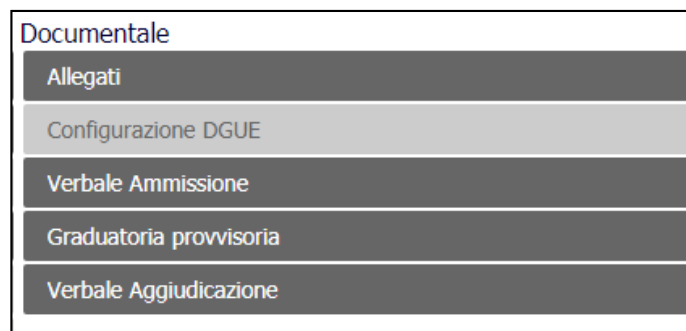 Documentale
Allegati
Configurazione DGUE
Verbale Ammissione
Graduatoria provvisoria
Verbale Aggiudicazione